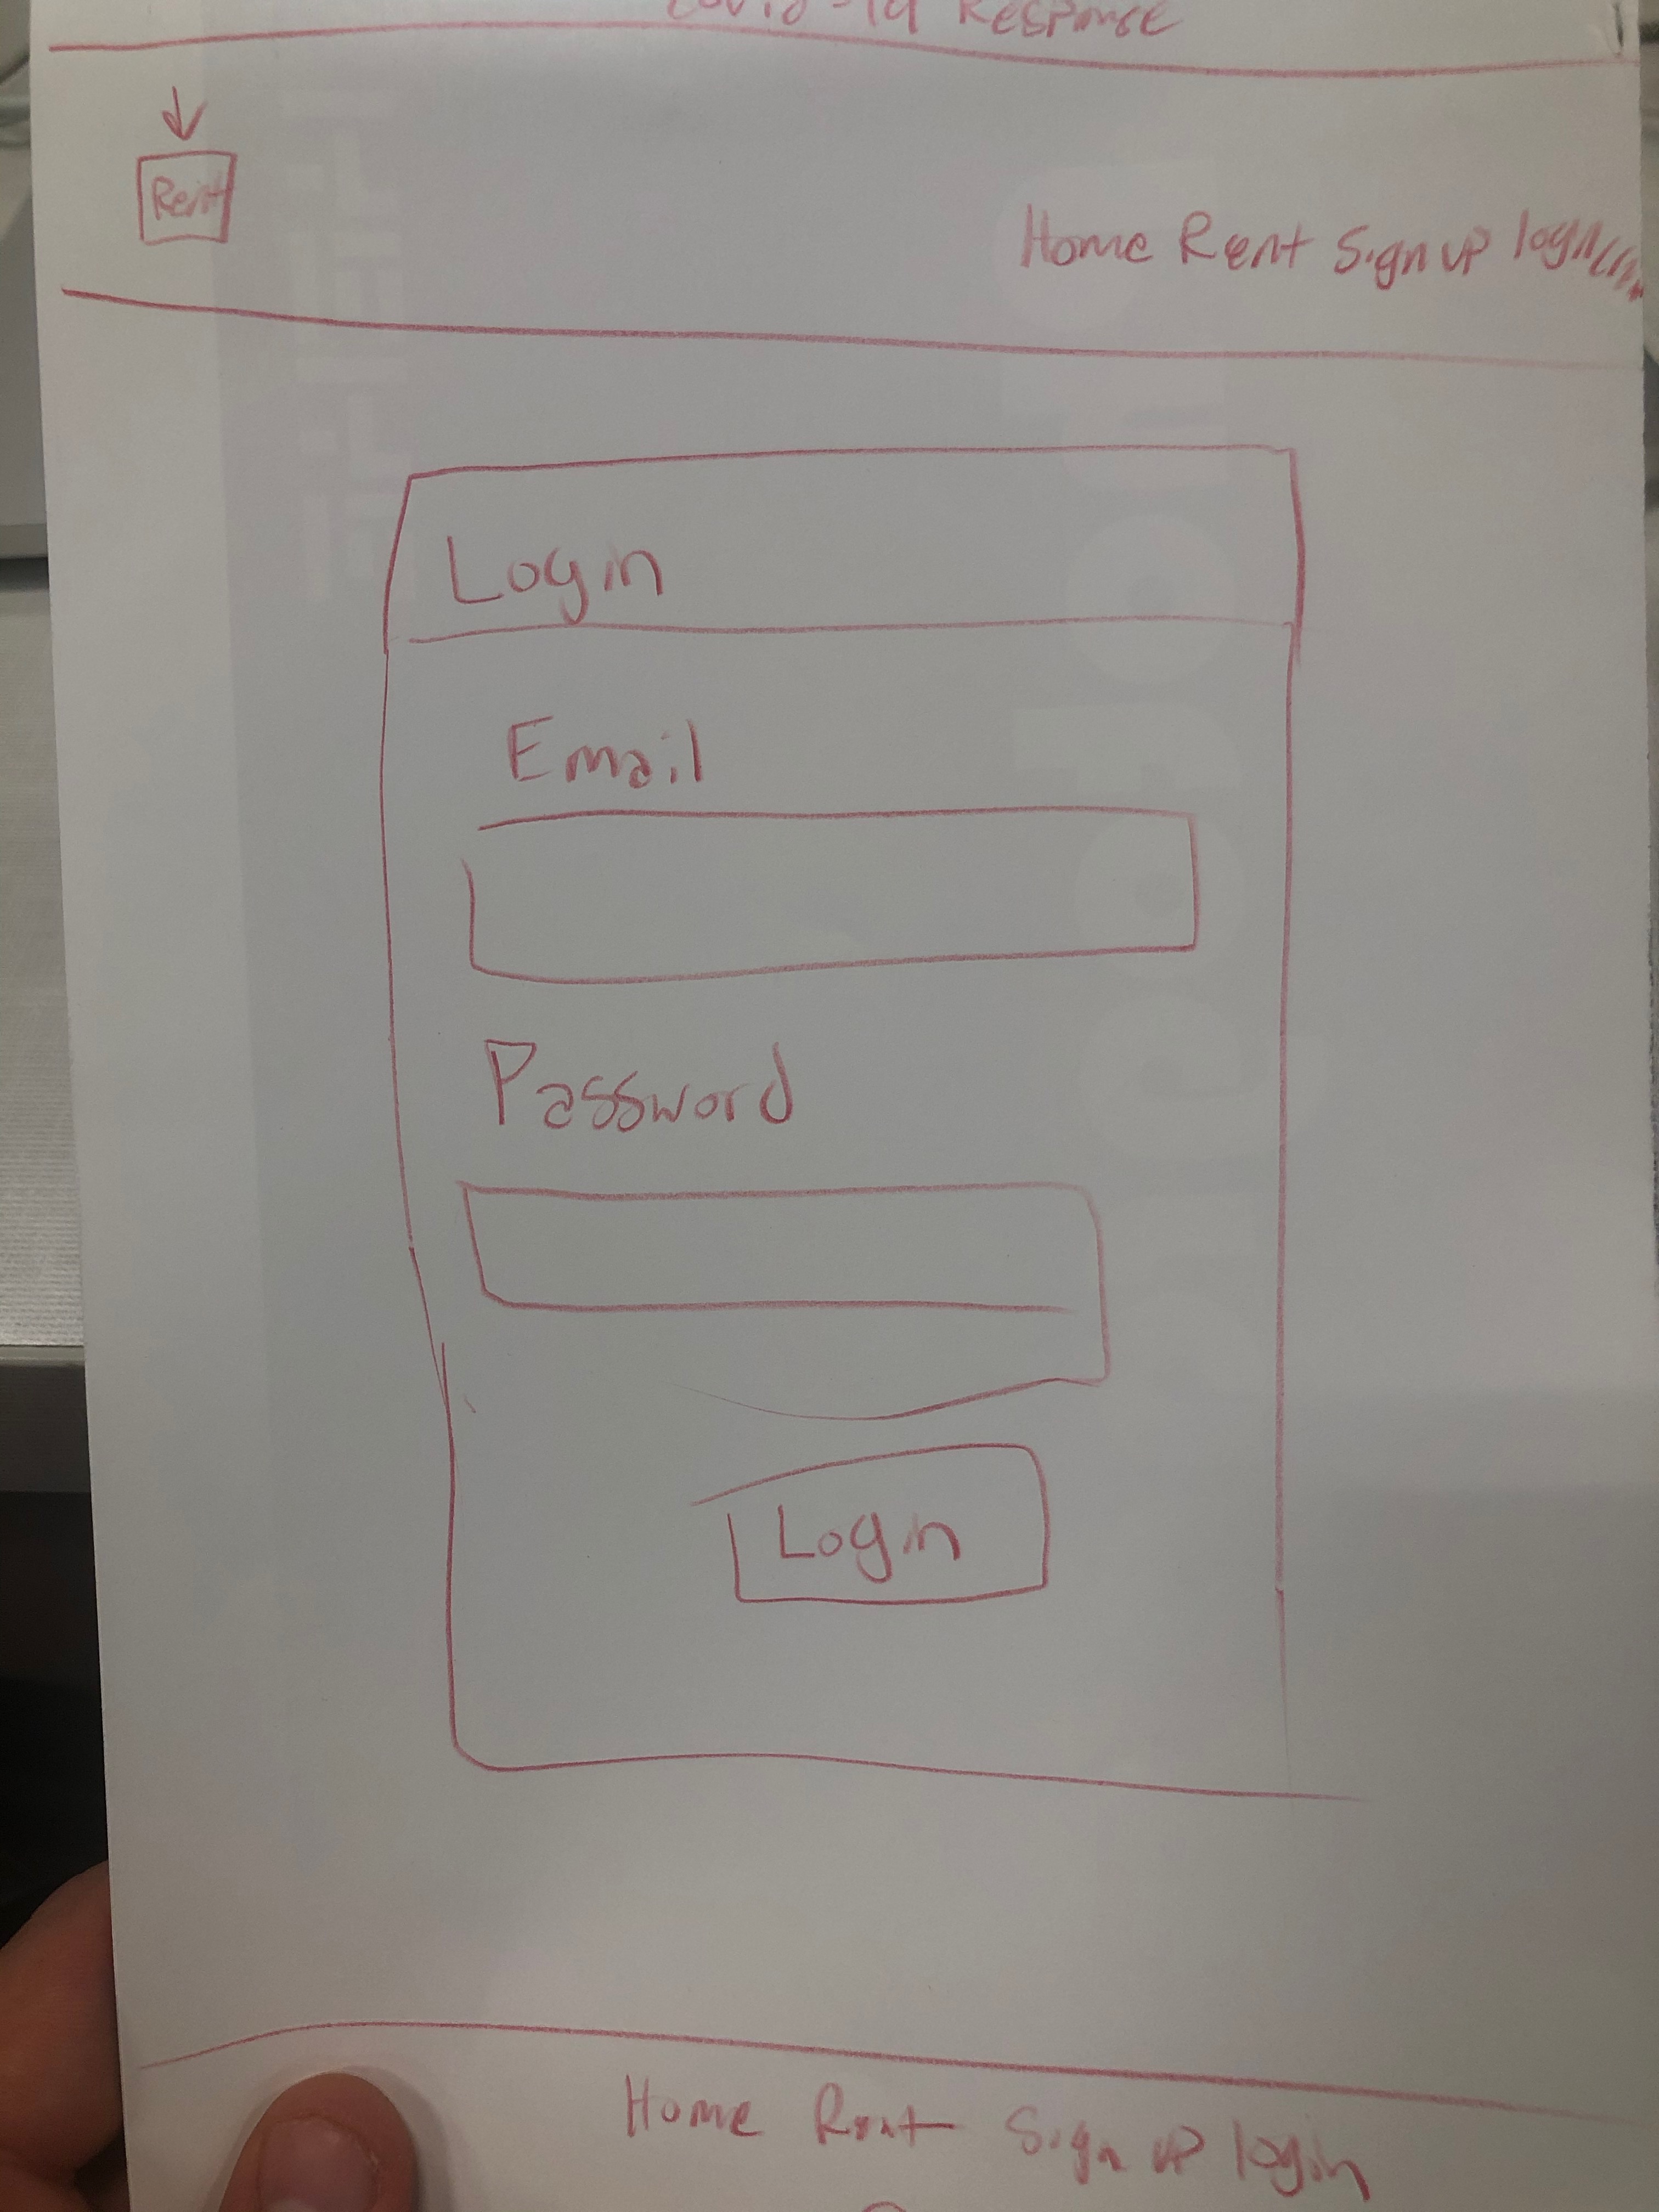 Covid-19 Response
Rent
Home Rent Sign up login
Login
Email
Password
Login
Home Rent Sign up login